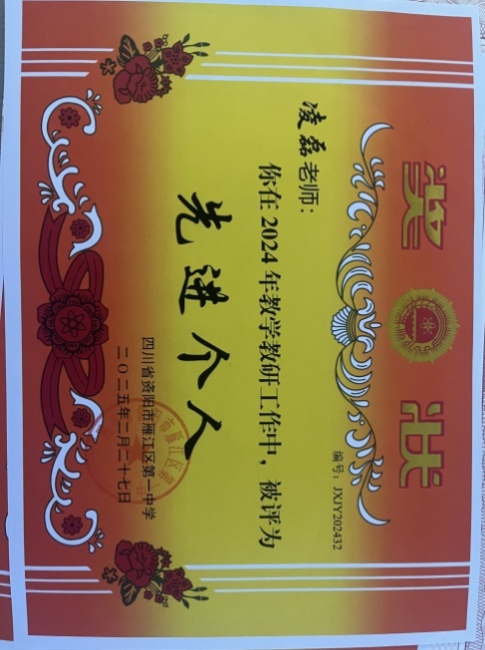 奖状
编号：JXJY202432
凌磊老师：
你在2024年教学教研工作中，被评为
先进个人
四川省资阳市雁江区第一中学
二〇二五年二月二十七日